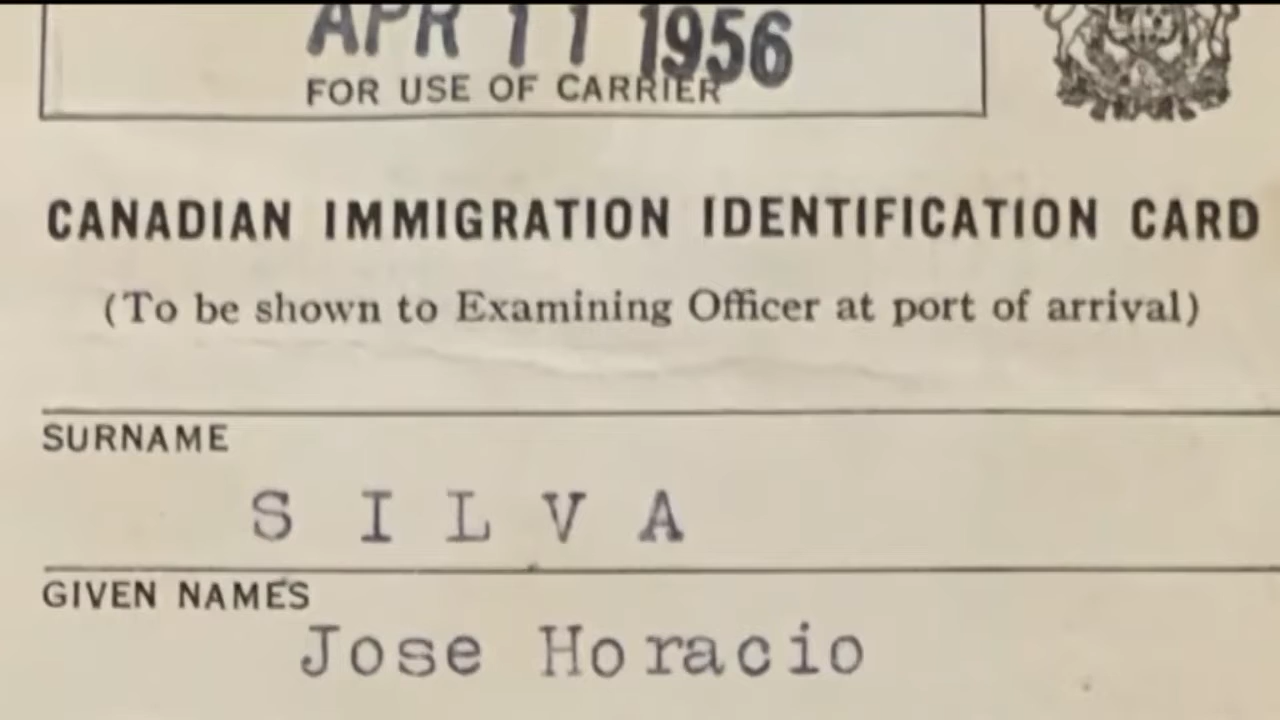 APR 11 1956
FOR USE OF CARRIER
CANADIAN IMMIGRATION IDENTIFICATION CARD
(To be shown to Examining Officer at port of arrival)
SURNAME
S I L V A
GIVEN NAMES
Jose Horacio